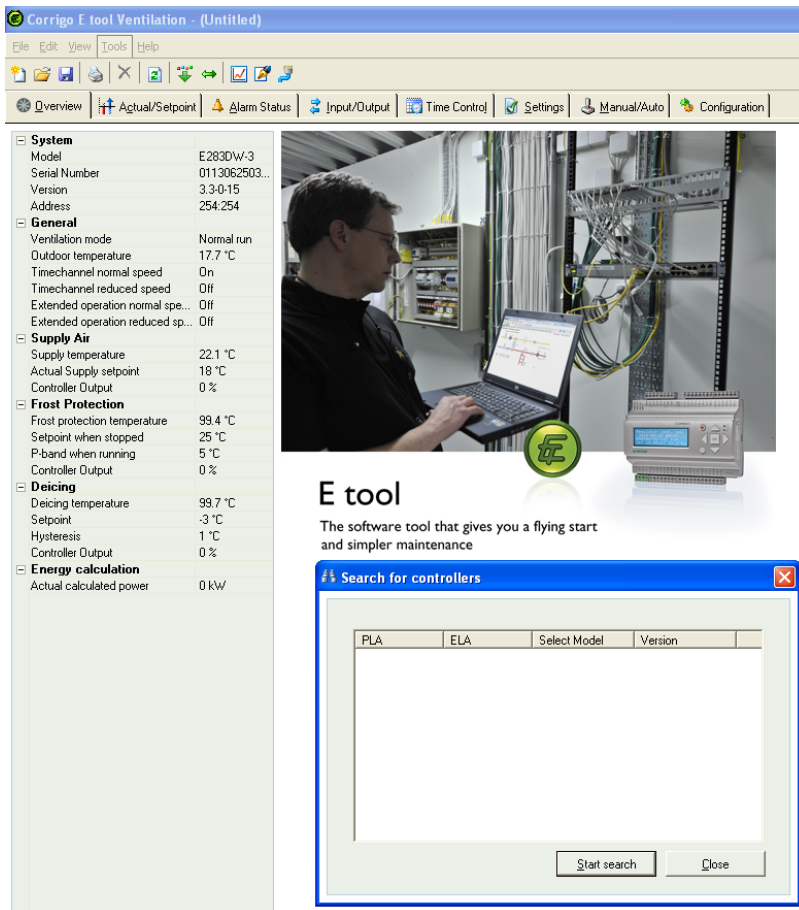 Corrigo E tool Ventilation - (Untitled)
File Edit View Tools Help
Overview Actual/Setpoint Alarm Status Input/Output Time Control Settings Manual/Auto Configuration
System
Model E283DW-3
Serial Number 0113062503...
Version 3.3-0-15
Address 254:254
General
Ventilation mode Normal run
Outdoor temperature 17.7 °C
Timechannel normal speed On
Timechannel reduced speed Off
Extended operation normal spe... Off
Extended operation reduced sp... Off
Supply Air
Supply temperature 22.1 °C
Actual Supply setpoint 18 °C
Controller Output 0 %
Frost Protection
Frost protection temperature 99.4 °C
Setpoint when stopped 25 °C
P-band when running 5 °C
Controller Output 0 %
Deicing
Deicing temperature 99.7 °C
Setpoint -3 °C
Hysteresis 1 °C
Controller Output 0 %
Energy calculation
Actual calculated power 0 kW
E tool
The software tool that gives you a flying start
and simpler maintenance
Search for controllers
PLA ELA Select Model Version
Start search Close